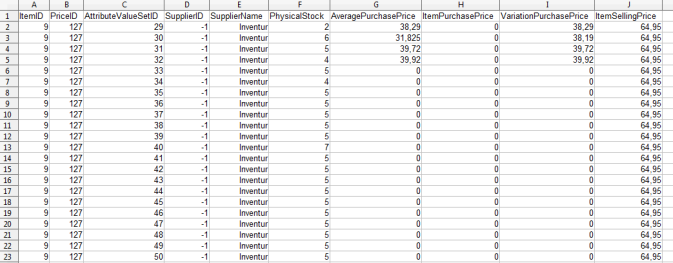 A B C D E F G H I J
1 ItemID PriceID AttributeValueSetID SupplierID SupplierName PhysicalStock AveragePurchasePrice ItemPurchasePrice VariationPurchasePrice ItemSellingPrice
2 9 127 29 -1 Inventur 2 38,29 0 38,29 64,95
3 9 127 30 -1 Inventur 6 31,825 0 38,19 64,95
4 9 127 31 -1 Inventur 5 39,72 0 39,72 64,95
5 9 127 32 -1 Inventur 4 39,92 0 39,92 64,95
6 9 127 33 -1 Inventur 5 0 0 0 64,95
7 9 127 34 -1 Inventur 4 0 0 0 64,95
8 9 127 35 -1 Inventur 5 0 0 0 64,95
9 9 127 36 -1 Inventur 5 0 0 0 64,95
10 9 127 37 -1 Inventur 5 0 0 0 64,95
11 9 127 38 -1 Inventur 5 0 0 0 64,95
12 9 127 39 -1 Inventur 5 0 0 0 64,95
13 9 127 40 -1 Inventur 7 0 0 0 64,95
14 9 127 41 -1 Inventur 5 0 0 0 64,95
15 9 127 42 -1 Inventur 5 0 0 0 64,95
16 9 127 43 -1 Inventur 5 0 0 0 64,95
17 9 127 44 -1 Inventur 5 0 0 0 64,95
18 9 127 45 -1 Inventur 5 0 0 0 64,95
19 9 127 46 -1 Inventur 5 0 0 0 64,95
20 9 127 47 -1 Inventur 5 0 0 0 64,95
21 9 127 48 -1 Inventur 5 0 0 0 64,95
22 9 127 49 -1 Inventur 5 0 0 0 64,95
23 9 127 50 -1 Inventur 5 0 0 0 64,95